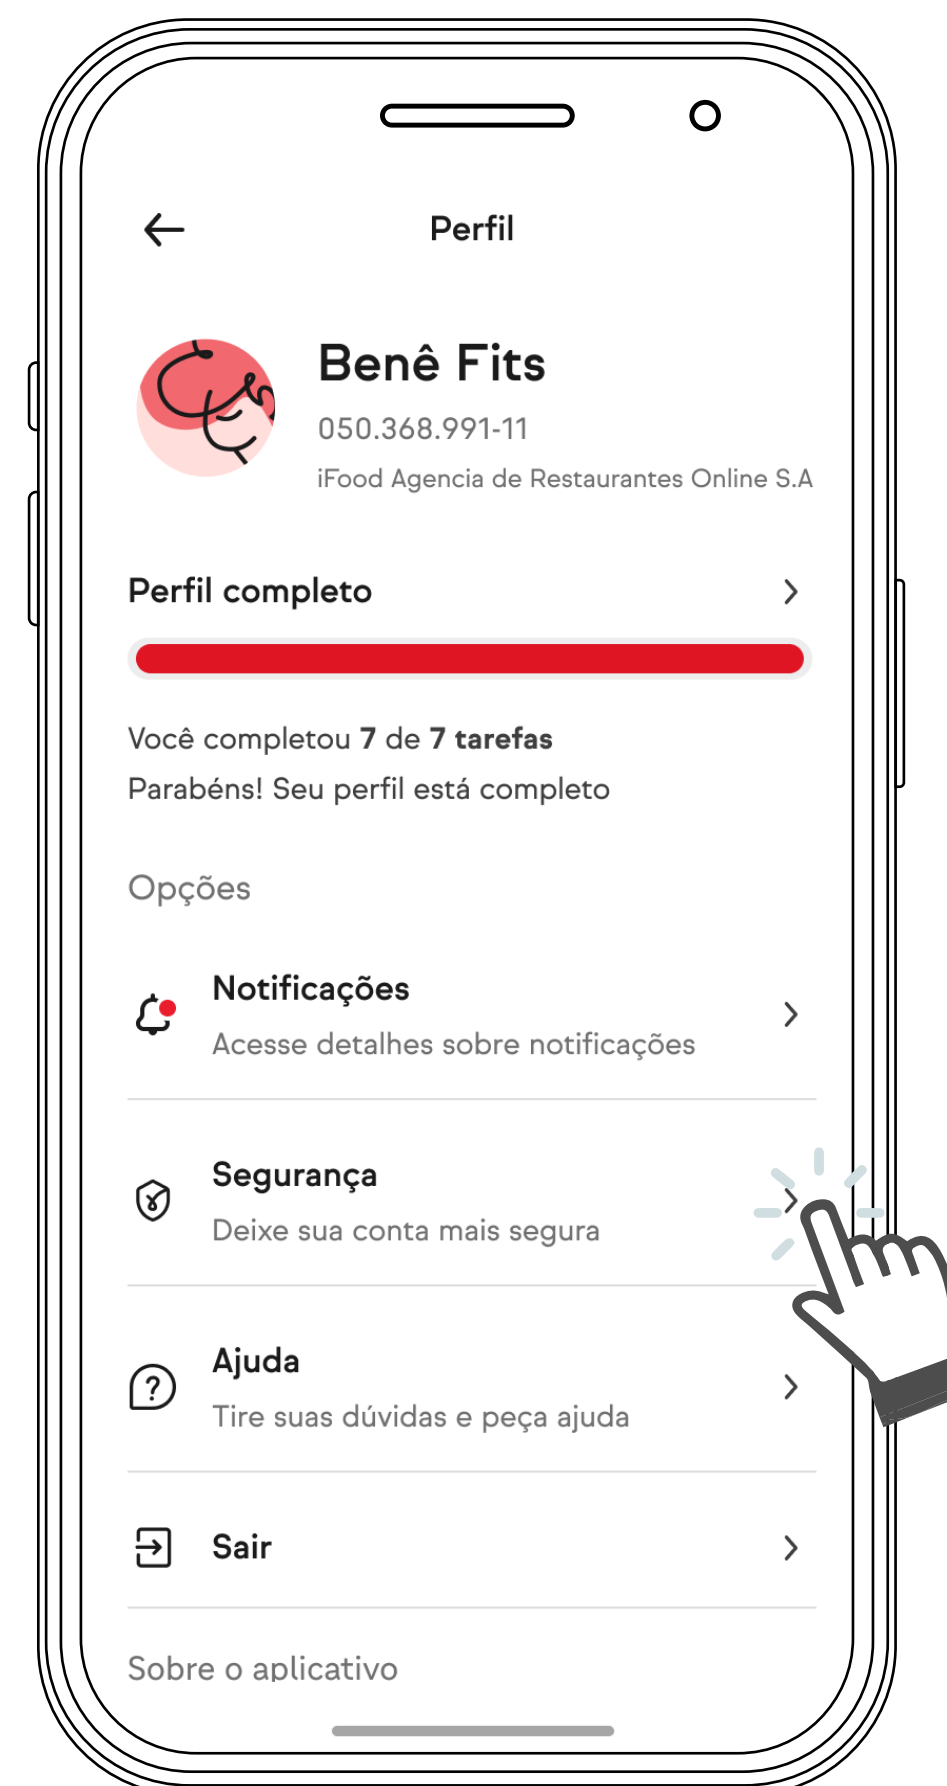 Perfil
Benê Fits
050.368.991-11
iFood Agencia de Restaurantes Online S.A
Perfil completo
Você completou 7 de 7 tarefas
Parabéns! Seu perfil está completo
Opções
Notificações
Acesse detalhes sobre notificações
Segurança
Deixe sua conta mais segura
Ajuda
Tire suas dúvidas e peça ajuda
Sair
Sobre o aplicativo